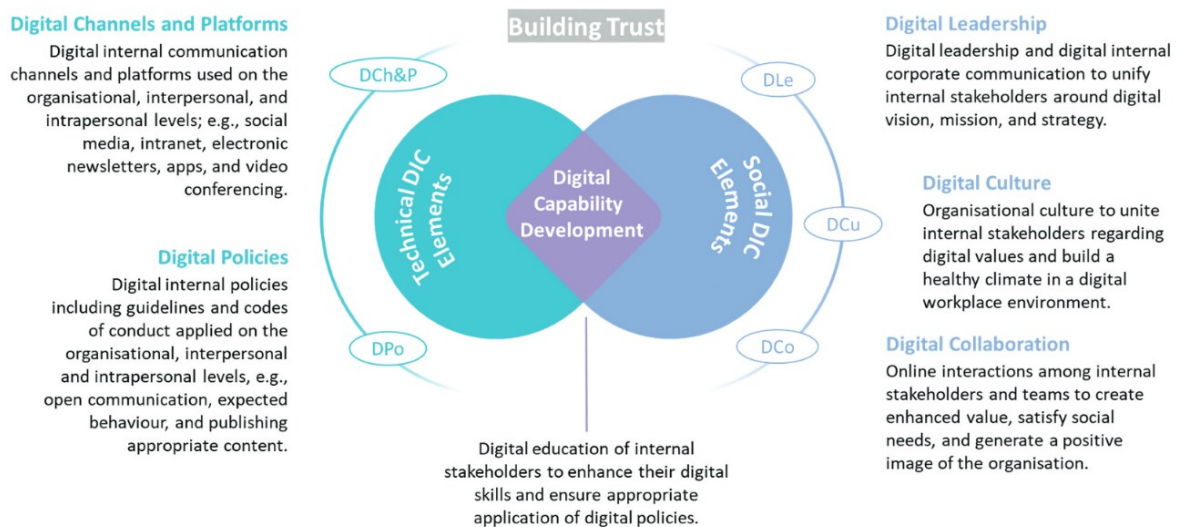 Building Trust
Digital Channels and Platforms
Digital internal communication
channels and platforms used on the
organisational, interpersonal, and
intrapersonal levels; e.g., social
media, intranet, electronic
newsletters, apps, and video
conferencing.
Digital Policies
Digital internal policies
including guidelines and codes
of conduct applied on the
organisational, interpersonal
and intrapersonal levels, e.g.,
open communication, expected
behaviour, and publishing
appropriate content.
DCh&P
DPo
Technical DIC
Elements
Digital
Capability
Development
Social DIC
Elements
DLe
DCu
DCo
Digital education of internal
stakeholders to enhance their digital
skills and ensure appropriate
application of digital policies.
Digital Leadership
Digital leadership and digital internal
corporate communication to unify
internal stakeholders around digital
vision, mission, and strategy.
Digital Culture
Organisational culture to unite
internal stakeholders regarding
digital values and build a
healthy climate in a digital
workplace environment.
Digital Collaboration
Online interactions among internal
stakeholders and teams to create
enhanced value, satisfy social
needs, and generate a positive
image of the organisation.